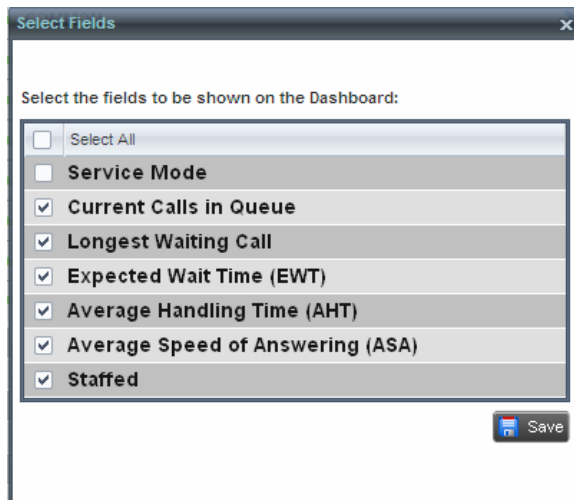 Select Fields
x
Select the fields to be shown on the Dashboard:
Select All
Service Mode
Current Calls in Queue
Longest Waiting Call
Expected Wait Time (EWT)
Average Handling Time (AHT)
Average Speed of Answering (ASA)
Staffed
Save